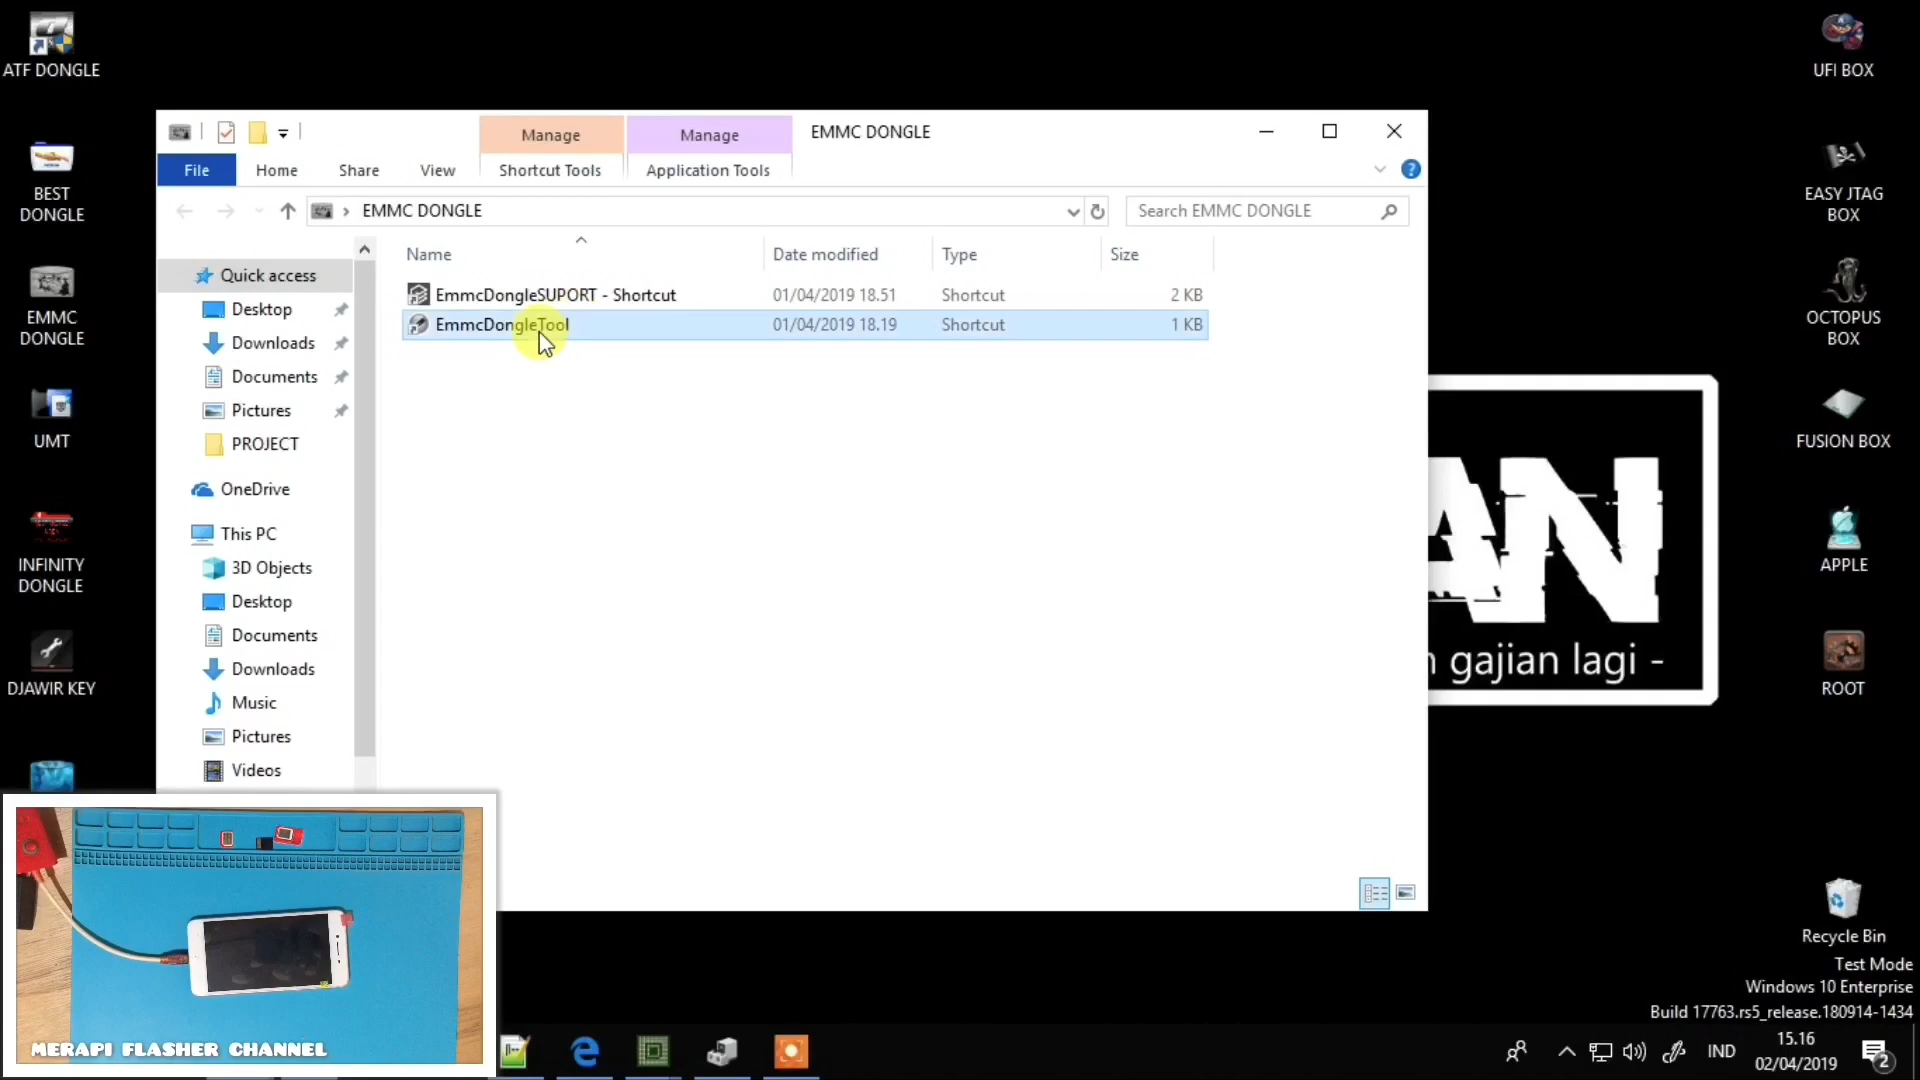 ATF DONGLE
UFI BOX
Manage
Manage
EMMC DONGLE
File
Home
Share
View
Shortcut Tools
Application Tools
BEST
DONGLE
EASY JTAG
BOX
EMMC DONGLE
Search EMMC DONGLE
Name
Date modified
Type
Size
Quick access
EmmcDongleSUPORT - Shortcut
01/04/2019 18.51
Shortcut
2 KB
Desktop
EmmcDongleTool
01/04/2019 18.19
Shortcut
1 KB
EMMC
DONGLE
OCTOPUS
BOX
Downloads
Documents
Pictures
PROJECT
UMT
FUSION BOX
OneDrive
This PC
3D Objects
Desktop
Documents
Downloads
Music
Pictures
Videos
INFINITY
DONGLE
APPLE
AN
gajian lagi -
DJAWIR KEY
ROOT
Recycle Bin
Test Mode
Windows 10 Enterprise
Build 17763.rs5_release.180914-1434
MERAPI FLASHER CHANNEL
IND
15.16
02/04/2019
2